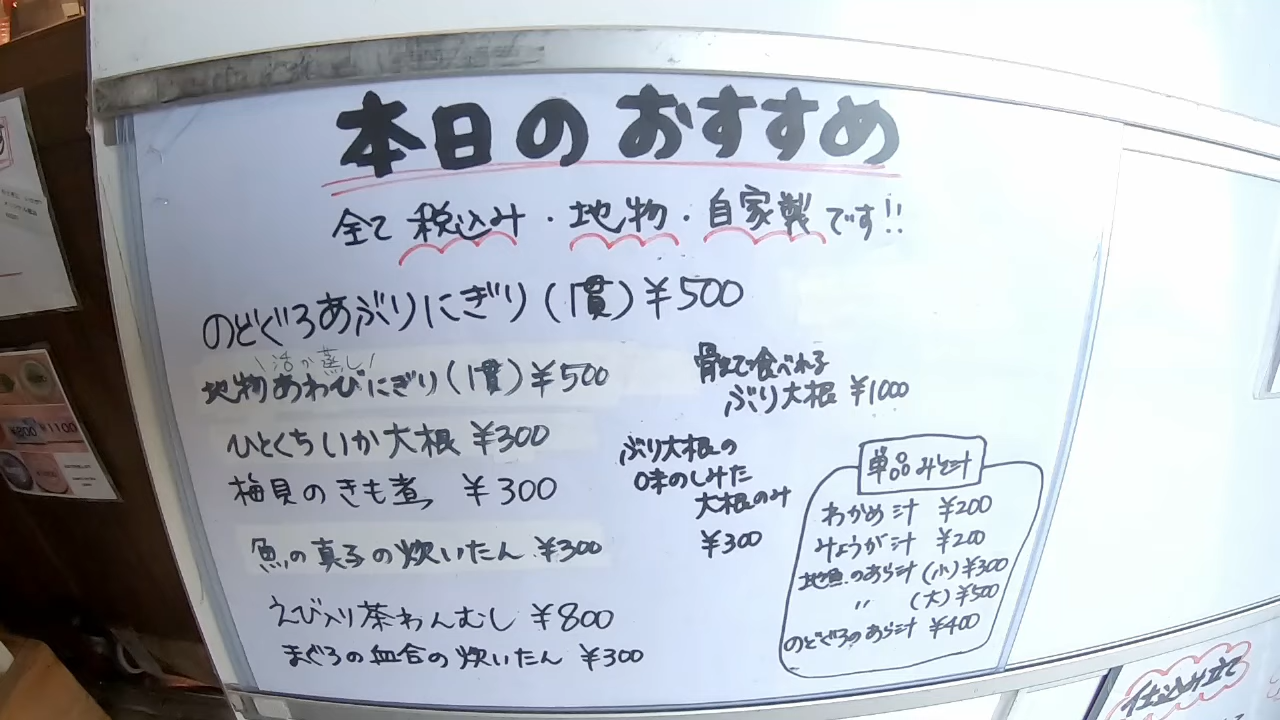 本日のおすすめ
全て 税込み・地物・自家製です!!
のどぐろあぶりにぎり(1貫)¥500
\活か蒸し/
地物あわびにぎり(1貫)¥500
ひとくちいか大根 ¥300
梅貝のきも煮 ¥300
魚の真子の炊いたん ¥300
えび入り茶わんむし ¥800
まぐろの血合の炊いたん ¥300
骨まで食べれる
ぶり大根 ¥1000
ぶり大根の
味のしみた
大根のみ
¥300
単品みそ汁
わかめ汁 ¥200
みょうが汁 ¥200
地魚のあら汁(小)¥300
〃 (大)¥500
のどぐろのあら汁 ¥400
¥800 ¥1100
仕込み立て